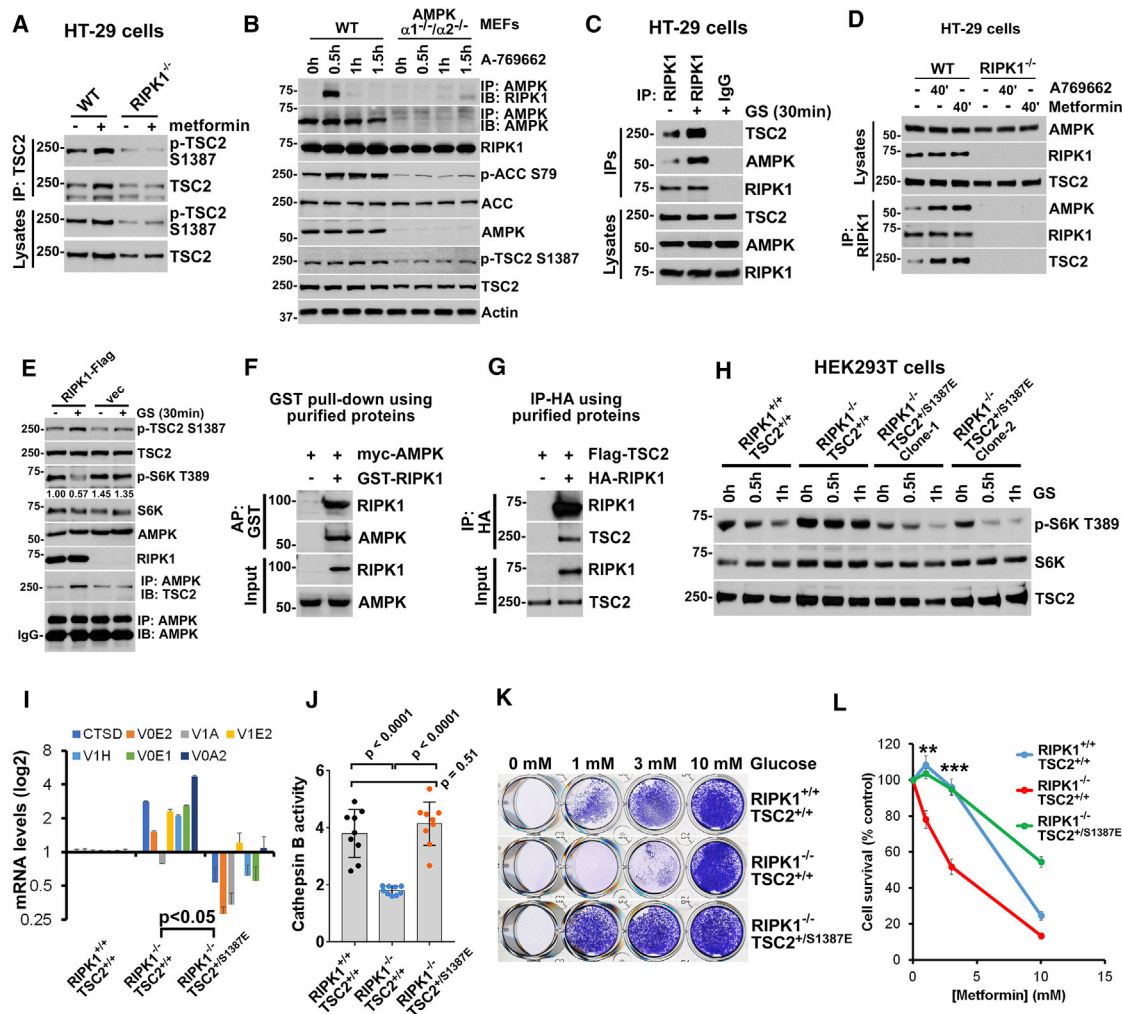 A
HT-29 cells
WT
RIPK1-/-
- + - + metformin
IP: TSC2
250- p-TSC2 S1387
250- TSC2
Lysates
250- p-TSC2 S1387
250- TSC2
B
WT
AMPK α1-/-/α2-/-
MEFs
0h 0.5h 1h 1.5h 0h 0.5h 1h 1.5h
A-769662
75- IP: AMPK
IB: RIPK1
75- IP: AMPK
50- IB: AMPK
75- RIPK1
250- p-ACC S79
250- ACC
50- AMPK
250- p-TSC2 S1387
250- TSC2
37- Actin
C
HT-29 cells
IP: RIPK1 RIPK1 IgG
- + + GS (30min)
IPs
250- TSC2
50- AMPK
75- RIPK1
Lysates
250- TSC2
50- AMPK
75- RIPK1
D
HT-29 cells
WT RIPK1-/-
- 40' - - 40' - A769662
- - 40' - - 40' Metformin
Lysates
50- AMPK
75- RIPK1
250- TSC2
IP: RIPK1
50- AMPK
75- RIPK1
250- TSC2
E
RIPK1-Flag vec
- + - + GS (30min)
250- p-TSC2 S1387
250- TSC2
75- p-S6K T389
1.00 0.57 1.45 1.35
75- S6K
50- AMPK
75- RIPK1
250- IP: AMPK
IB: TSC2
IP: AMPK
IgG- IB: AMPK
F
GST pull-down using
purified proteins
+ + myc-AMPK
- + GST-RIPK1
AP: GST
100- RIPK1
50- AMPK
Input
100- RIPK1
50- AMPK
G
IP-HA using
purified proteins
+ + Flag-TSC2
- + HA-RIPK1
IP: HA
75- RIPK1
250- TSC2
Input
75- RIPK1
250- TSC2
H
HEK293T cells
RIPK1+/+ TSC2+/+
RIPK1-/- TSC2+/+
RIPK1-/- TSC2+/S1387E Clone-1
RIPK1-/- TSC2+/S1387E Clone-2
0h 0.5h 1h 0h 0.5h 1h 0h 0.5h 1h 0h 0.5h 1h
GS
75- p-S6K T389
75- S6K
250- TSC2
I
CTSD V0E2 V1A V1E2
V1H V0E1 V0A2
mRNA levels (log2)
8
4
2
1
0.5
0.25
p<0.05
RIPK1+/+ TSC2+/+
RIPK1-/- TSC2+/+
RIPK1-/- TSC2+/S1387E
J
p < 0.0001
p < 0.0001
p = 0.51
Cathepsin B activity
6
4
2
0
RIPK1+/+ TSC2+/+
RIPK1-/- TSC2+/+
RIPK1-/- TSC2+/S1387E
K
0 mM 1 mM 3 mM 10 mM Glucose
RIPK1+/+
TSC2+/+
RIPK1-/-
TSC2+/+
RIPK1-/-
TSC2+/S1387E
L
Cell survival (% control)
120
100
80
60
40
20
0
** ***
RIPK1+/+
TSC2+/+
RIPK1-/-
TSC2+/+
RIPK1-/-
TSC2+/S1387E
0 5 10 15
[Metformin] (mM)